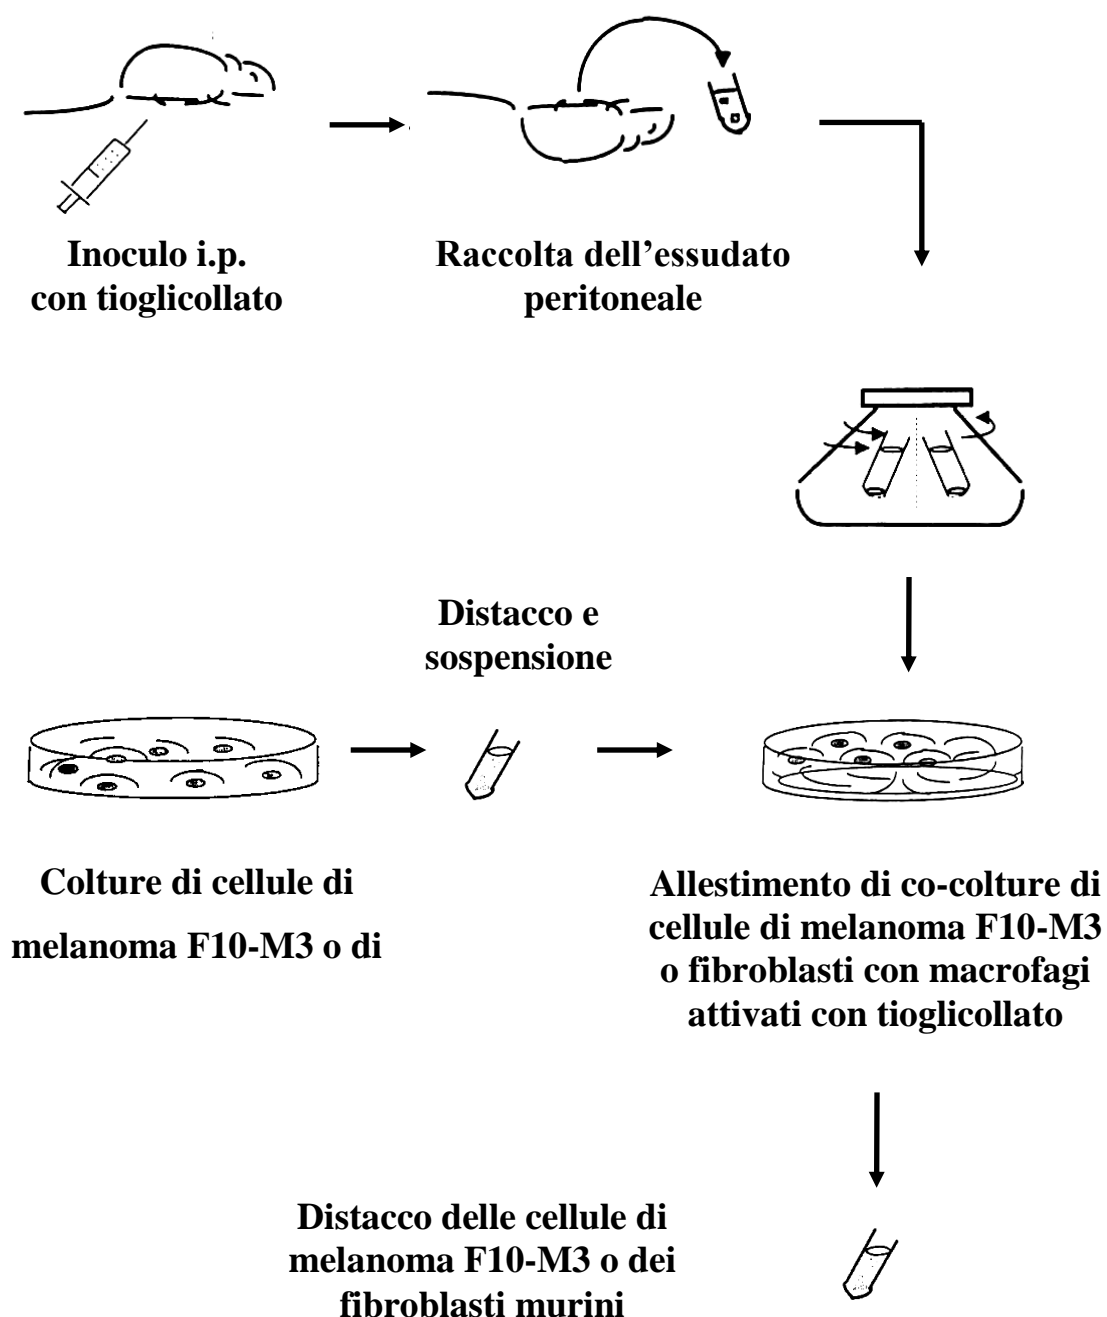 Inoculo i.p.
con tioglicollato
Raccolta dell’essudato
peritoneale
Distacco e
sospensione
Colture di cellule di
melanoma F10-M3 o di
Allestimento di co-colture di
cellule di melanoma F10-M3
o fibroblasti con macrofagi
attivati con tioglicollato
Distacco delle cellule di
melanoma F10-M3 o dei
fibroblasti murini